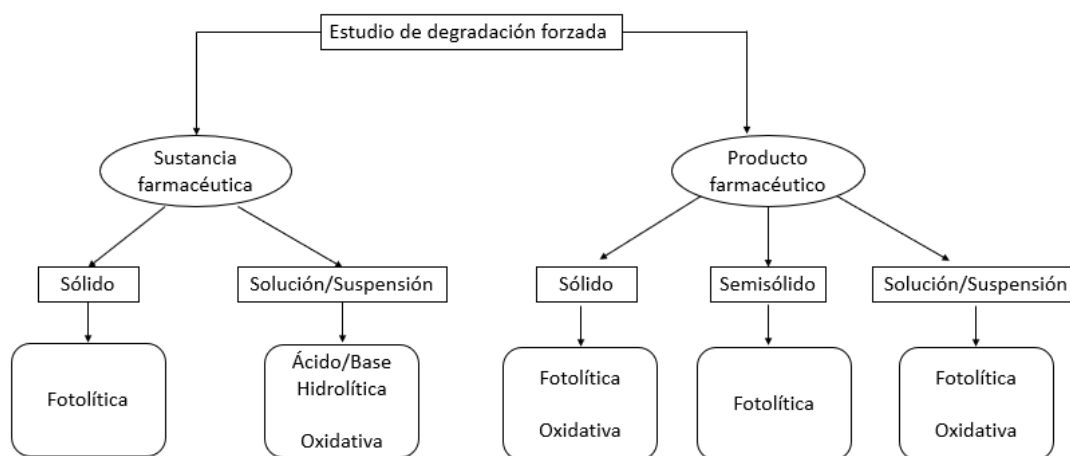 Estudio de degradación forzada
Sustancia
farmacéutica
Producto
farmacéutico
Sólido
Solución/Suspensión
Sólido
Semisólido
Solución/Suspensión
Fotolítica
Ácido/Base
Hidrolítica
Oxidativa
Fotolítica
Oxidativa
Fotolítica
Fotolítica
Oxidativa